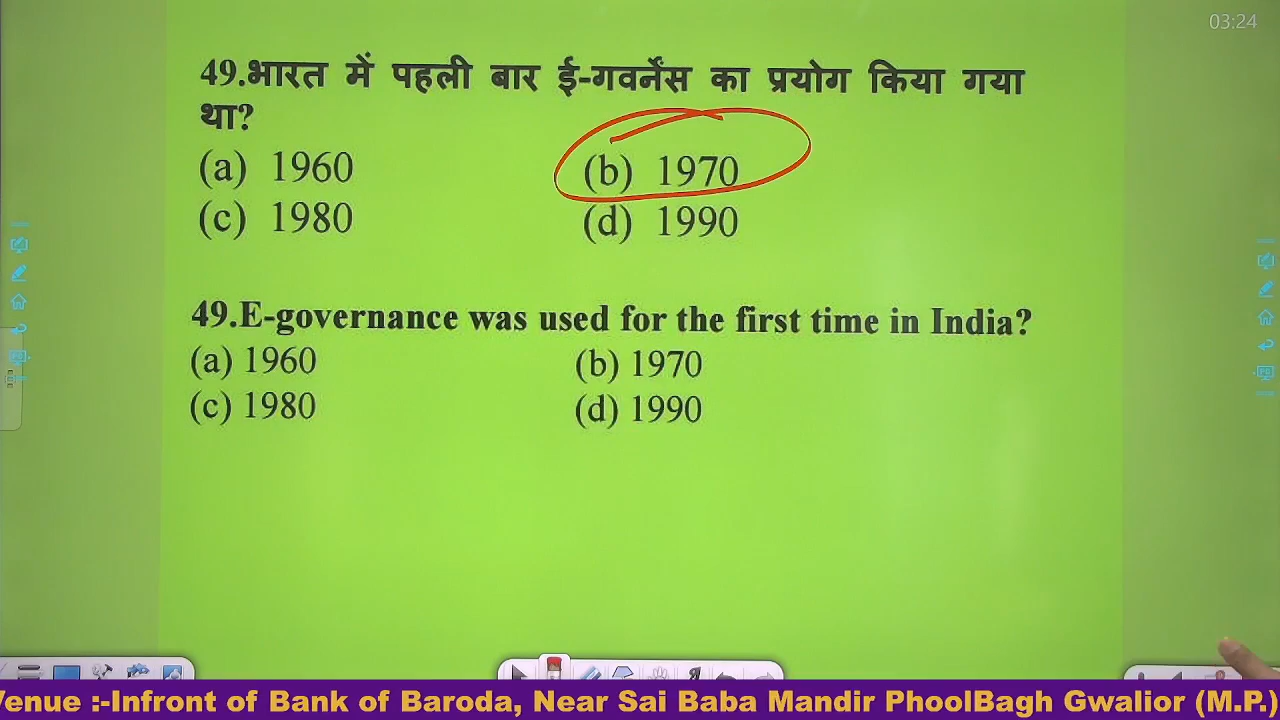 03:24
49.भारत में पहली बार ई-गवर्नेंस का प्रयोग किया गया
था?
(a) 1960 (b) 1970
(c) 1980 (d) 1990
49.E-governance was used for the first time in India?
(a) 1960 (b) 1970
(c) 1980 (d) 1990
Venue :-Infront of Bank of Baroda, Near Sai Baba Mandir PhoolBagh Gwalior (M.P.)